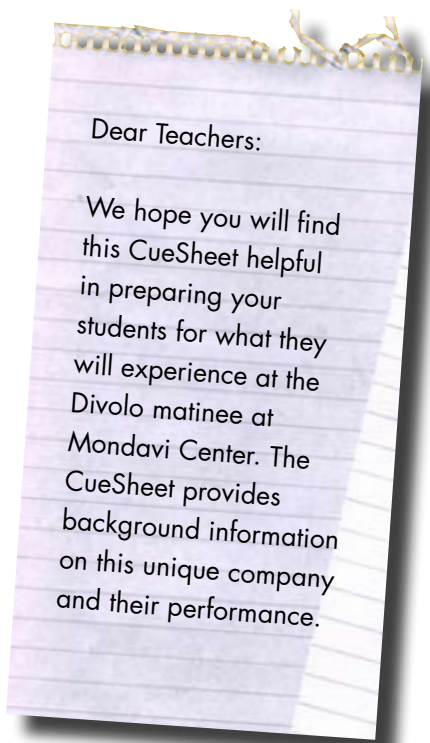 Dear Teachers:
We hope you will find
this CueSheet helpful
in preparing your
students for what they
will experience at the
Divolo matinee at
Mondavi Center. The
CueSheet provides
background information
on this unique company
and their performance.